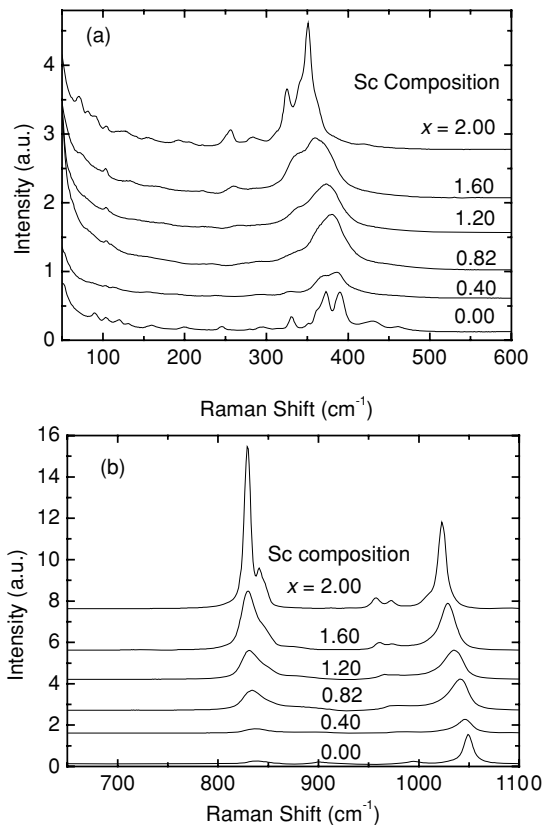 (a)
Sc Composition
x = 2.00
1.60
1.20
0.82
0.40
0.00
Intensity (a.u.)
4
3
2
1
0
100 200 300 400 500 600
Raman Shift (cm⁻¹)
(b)
Sc composition
x = 2.00
1.60
1.20
0.82
0.40
0.00
Intensity (a.u.)
16
14
12
10
8
6
4
2
0
700 800 900 1000 1100
Raman Shift (cm⁻¹)